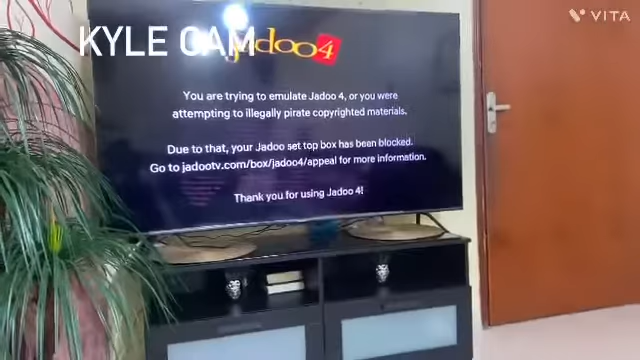 VITA
KYLE CAM
Jadoo4
You are trying to emulate Jadoo 4, or you were
attempting to illegally pirate copyrighted materials.
Due to that, your Jadoo set top box has been blocked.
Go to jadootv.com/box/jadoo4/appeal for more information.
Thank you for using Jadoo 4!